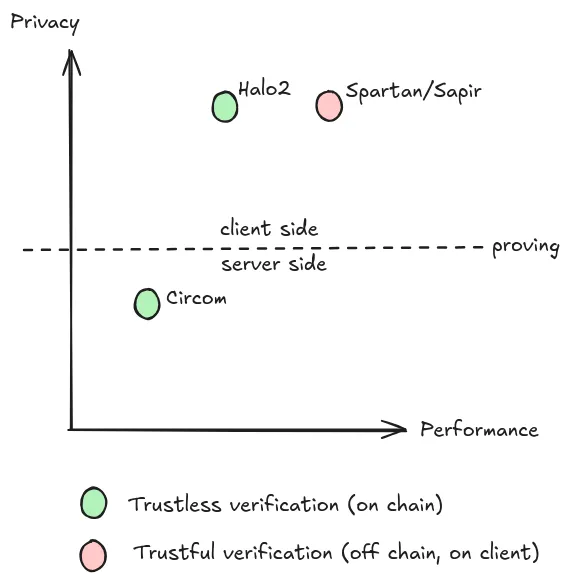 Privacy
Halo2
Spartan/Sapir
client side
proving
server side
Circom
Performance
Trustless verification (on chain)
Trustful verification (off chain, on client)